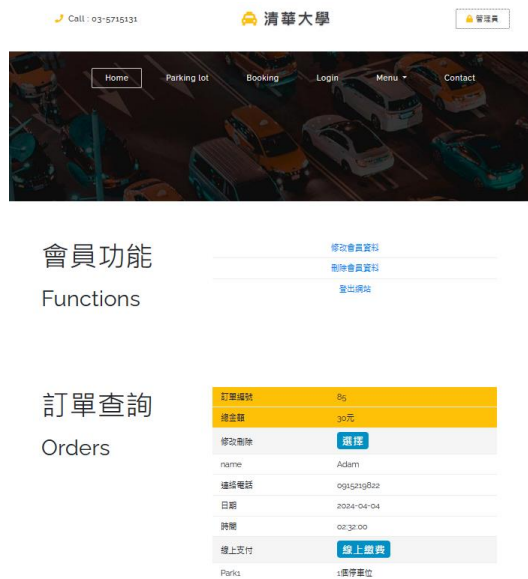 Call : 03-5715131
清華大學
管理員
Home Parking lot Booking Login Menu Contact
會員功能
Functions
修改會員資料
刪除會員資料
登出網站
訂單查詢
Orders
訂單編號 85
總金額 30元
修改刪除 選擇
name Adam
連絡電話 0915219822
日期 2024-04-04
時間 02:32:00
線上支付 線上繳費
Park1 1個停車位